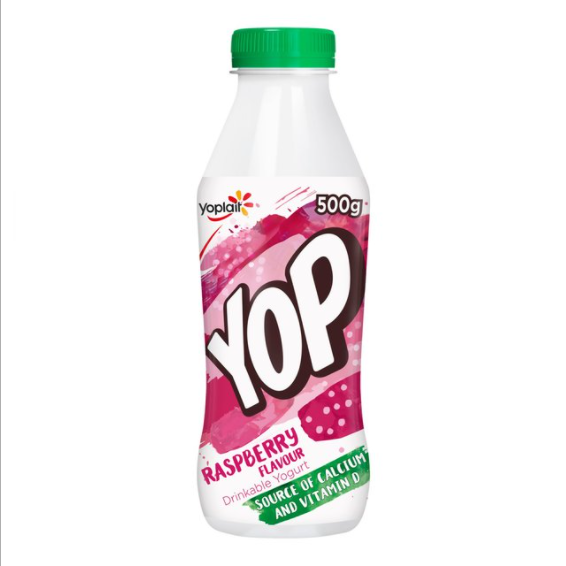 yoplait
500g
YOP
RASPBERRY
FLAVOUR
Drinkable Yogurt
SOURCE OF CALCIUM
AND VITAMIN D